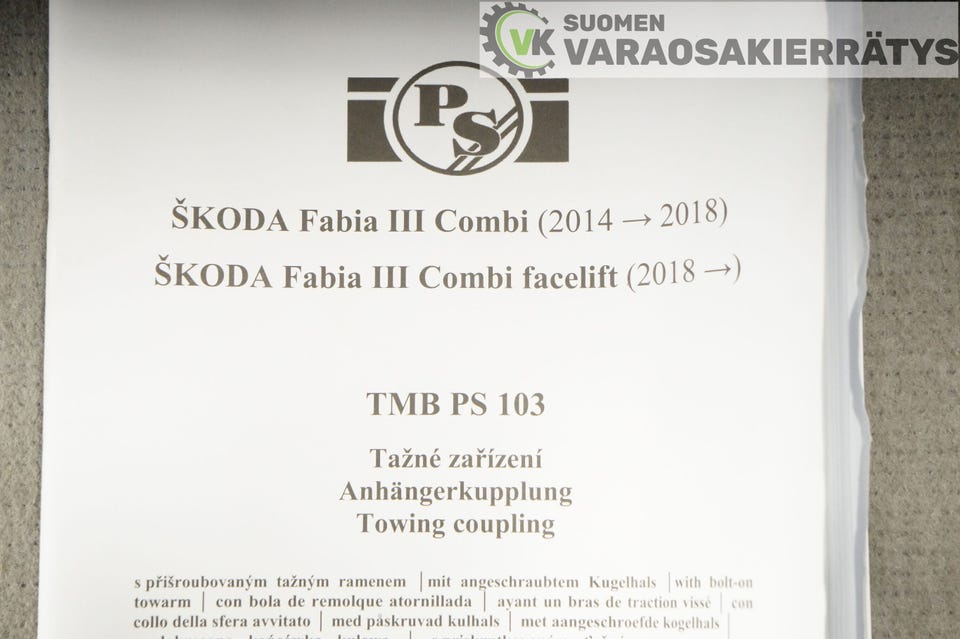 VK SUOMEN
VARAOSAKIERRÄTYS
PS
ŠKODA Fabia III Combi (2014 → 2018)
ŠKODA Fabia III Combi facelift (2018 →)
TMB PS 103
Tažné zařízení
Anhängerkupplung
Towing coupling
s přišroubovaným tažným ramenem | mit angeschraubtem Kugelhals | with bolt-on
towarm | con bola de remolque atornillada | ayant un bras de traction vissé | con
collo della sfera avvitato | med påskruvad kulhals | met aangeschroefde kogelhals |